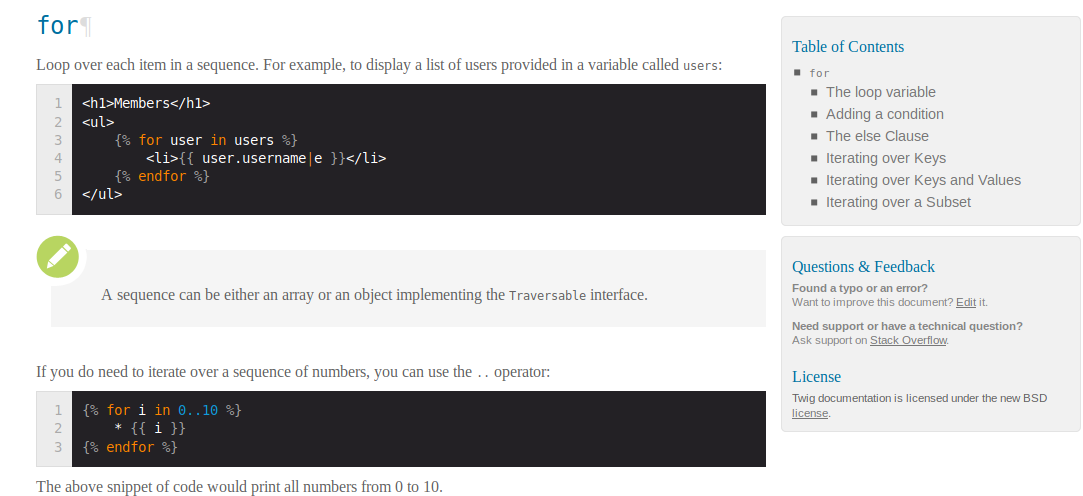 for¶
Loop over each item in a sequence. For example, to display a list of users provided in a variable called users:
1 <h1>Members</h1>
2 <ul>
3     {% for user in users %}
4         <li>{{ user.username|e }}</li>
5     {% endfor %}
6 </ul>
A sequence can be either an array or an object implementing the Traversable interface.
If you do need to iterate over a sequence of numbers, you can use the .. operator:
1 {% for i in 0..10 %}
2     * {{ i }}
3 {% endfor %}
The above snippet of code would print all numbers from 0 to 10.
Table of Contents
for
The loop variable
Adding a condition
The else Clause
Iterating over Keys
Iterating over Keys and Values
Iterating over a Subset
Questions & Feedback
Found a typo or an error?
Want to improve this document? Edit it.
Need support or have a technical question?
Ask support on Stack Overflow.
License
Twig documentation is licensed under the new BSD
license.